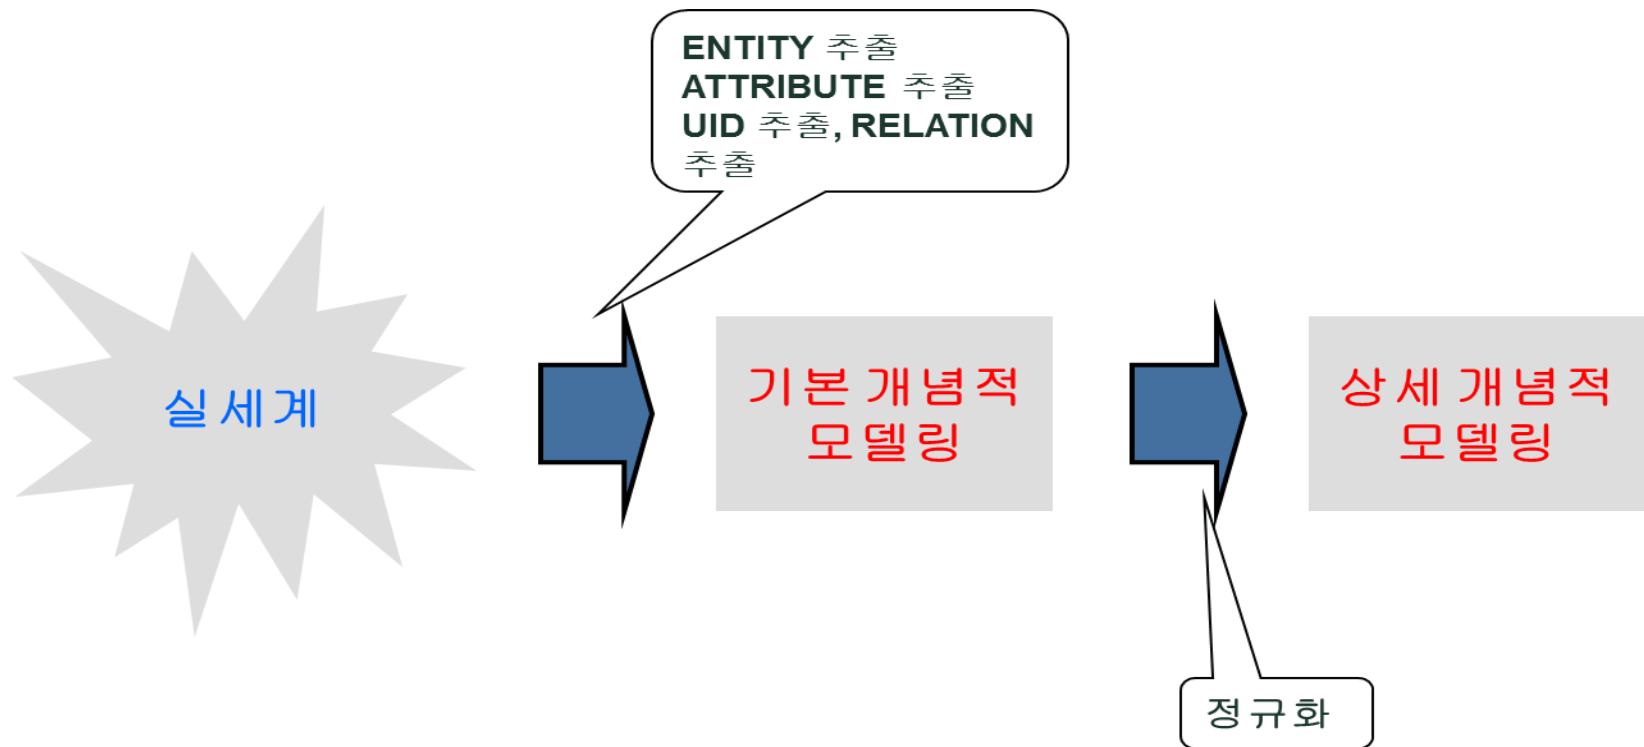 ENTITY 추출
ATTRIBUTE 추출
UID 추출, RELATION
추출
실세계
기본 개념적
모델링
상세 개념적
모델링
정규화